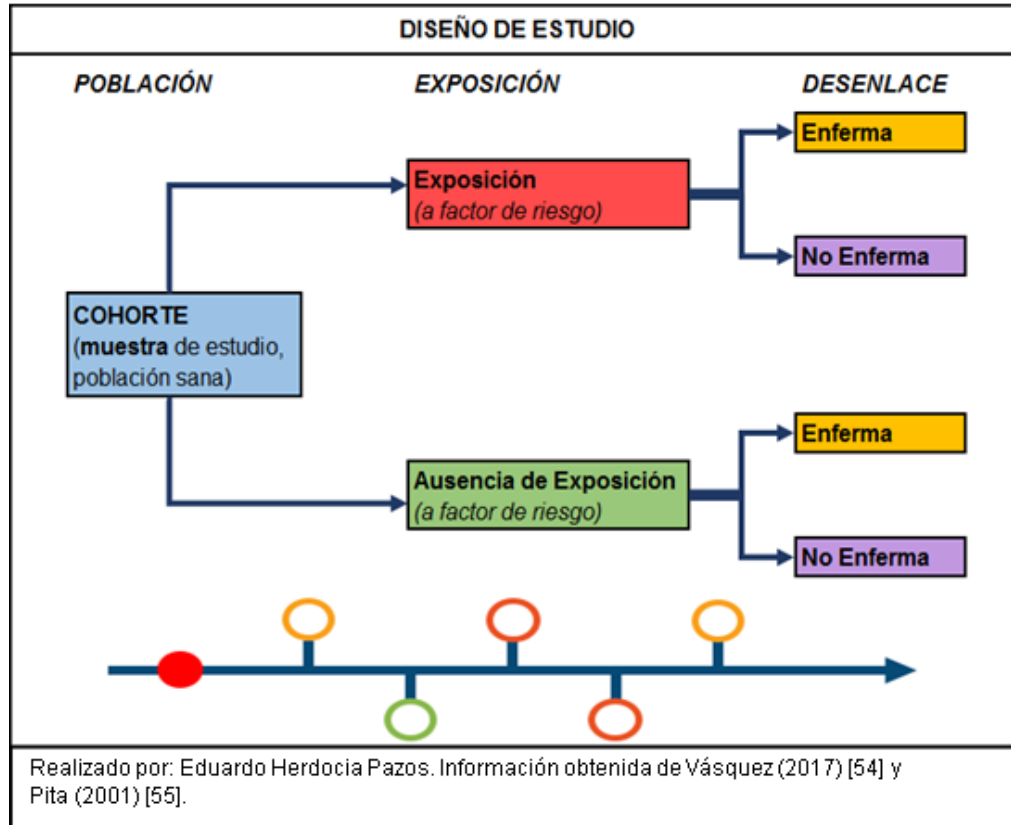 DISEÑO DE ESTUDIO
POBLACIÓN
EXPOSICIÓN
DESENLACE
Enferma
Exposición
(a factor de riesgo)
No Enferma
COHORTE
(muestra de estudio,
población sana)
Enferma
Ausencia de Exposición
(a factor de riesgo)
No Enferma
Realizado por: Eduardo Herdocia Pazos. Información obtenida de Vásquez (2017) [54] y
Pita (2001) [55].